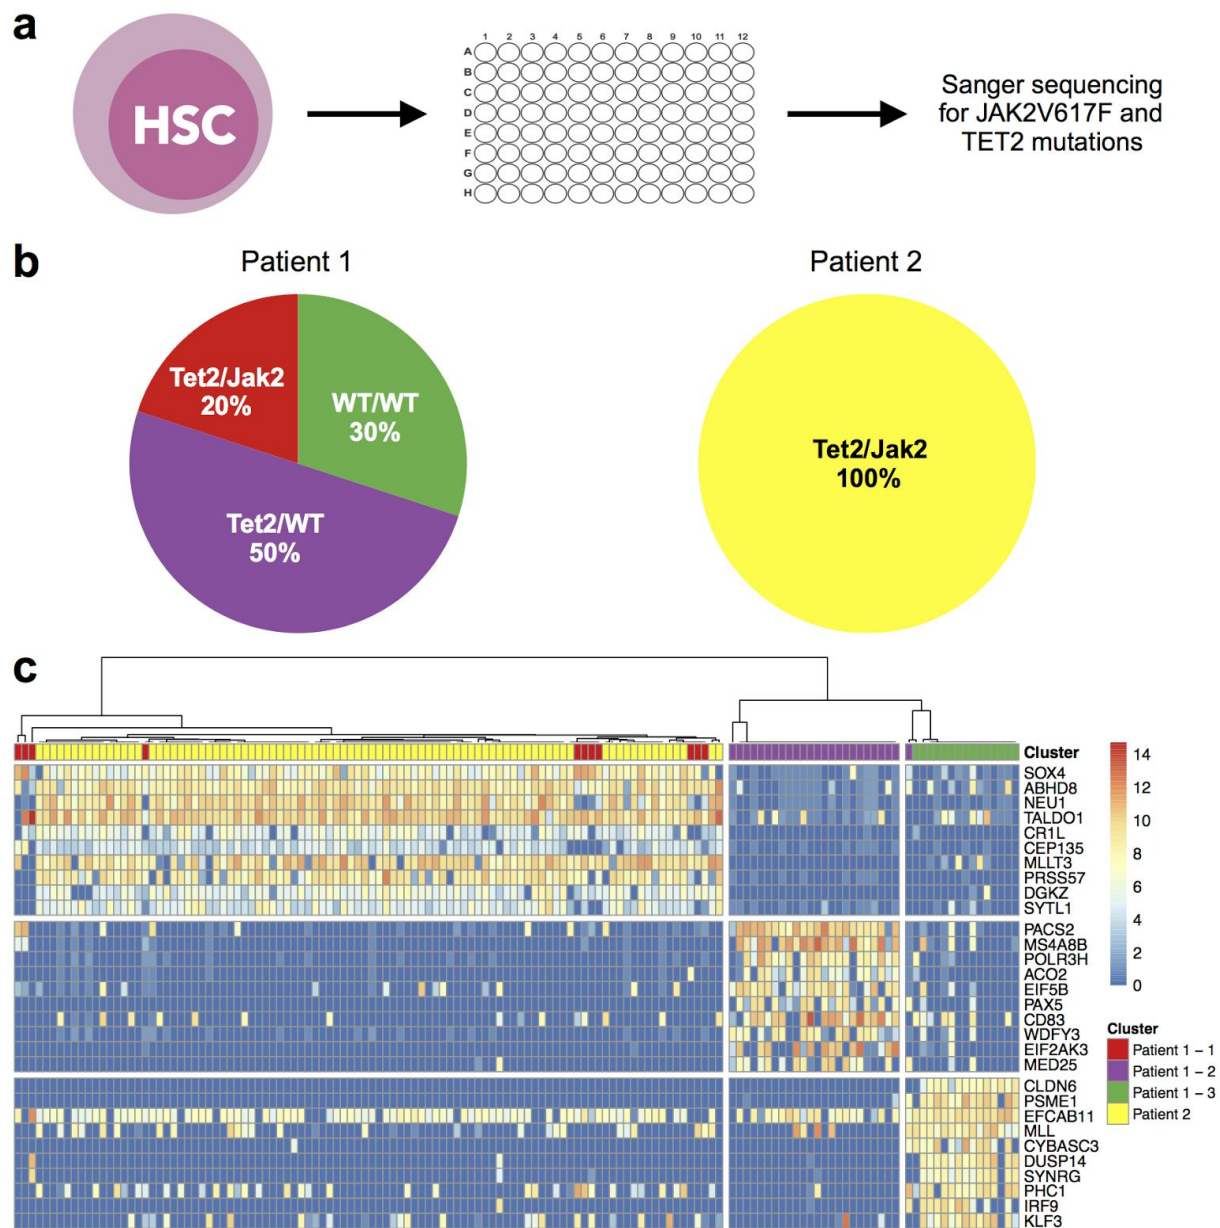 a
HSC
1 2 3 4 5 6 7 8 9 10 11 12
A
B
C
D
E
F
G
H
Sanger sequencing
for JAK2V617F and
TET2 mutations
b
Patient 1
Patient 2
Tet2/Jak2
20%
WT/WT
30%
Tet2/WT
50%
Tet2/Jak2
100%
c
Cluster
SOX4
ABHD8
NEU1
TALDO1
CR1L
CEP135
MLLT3
PRSS57
DGKZ
SYTL1
PACS2
MS4A8B
POLR3H
ACO2
EIF5B
PAX5
CD83
WDFY3
EIF2AK3
MED25
CLDN6
PSME1
EFCAB11
MLL
CYBASC3
DUSP14
SYNRG
PHC1
IRF9
KLF3
14
12
10
8
6
4
2
0
Cluster
Patient 1 – 1
Patient 1 – 2
Patient 1 – 3
Patient 2